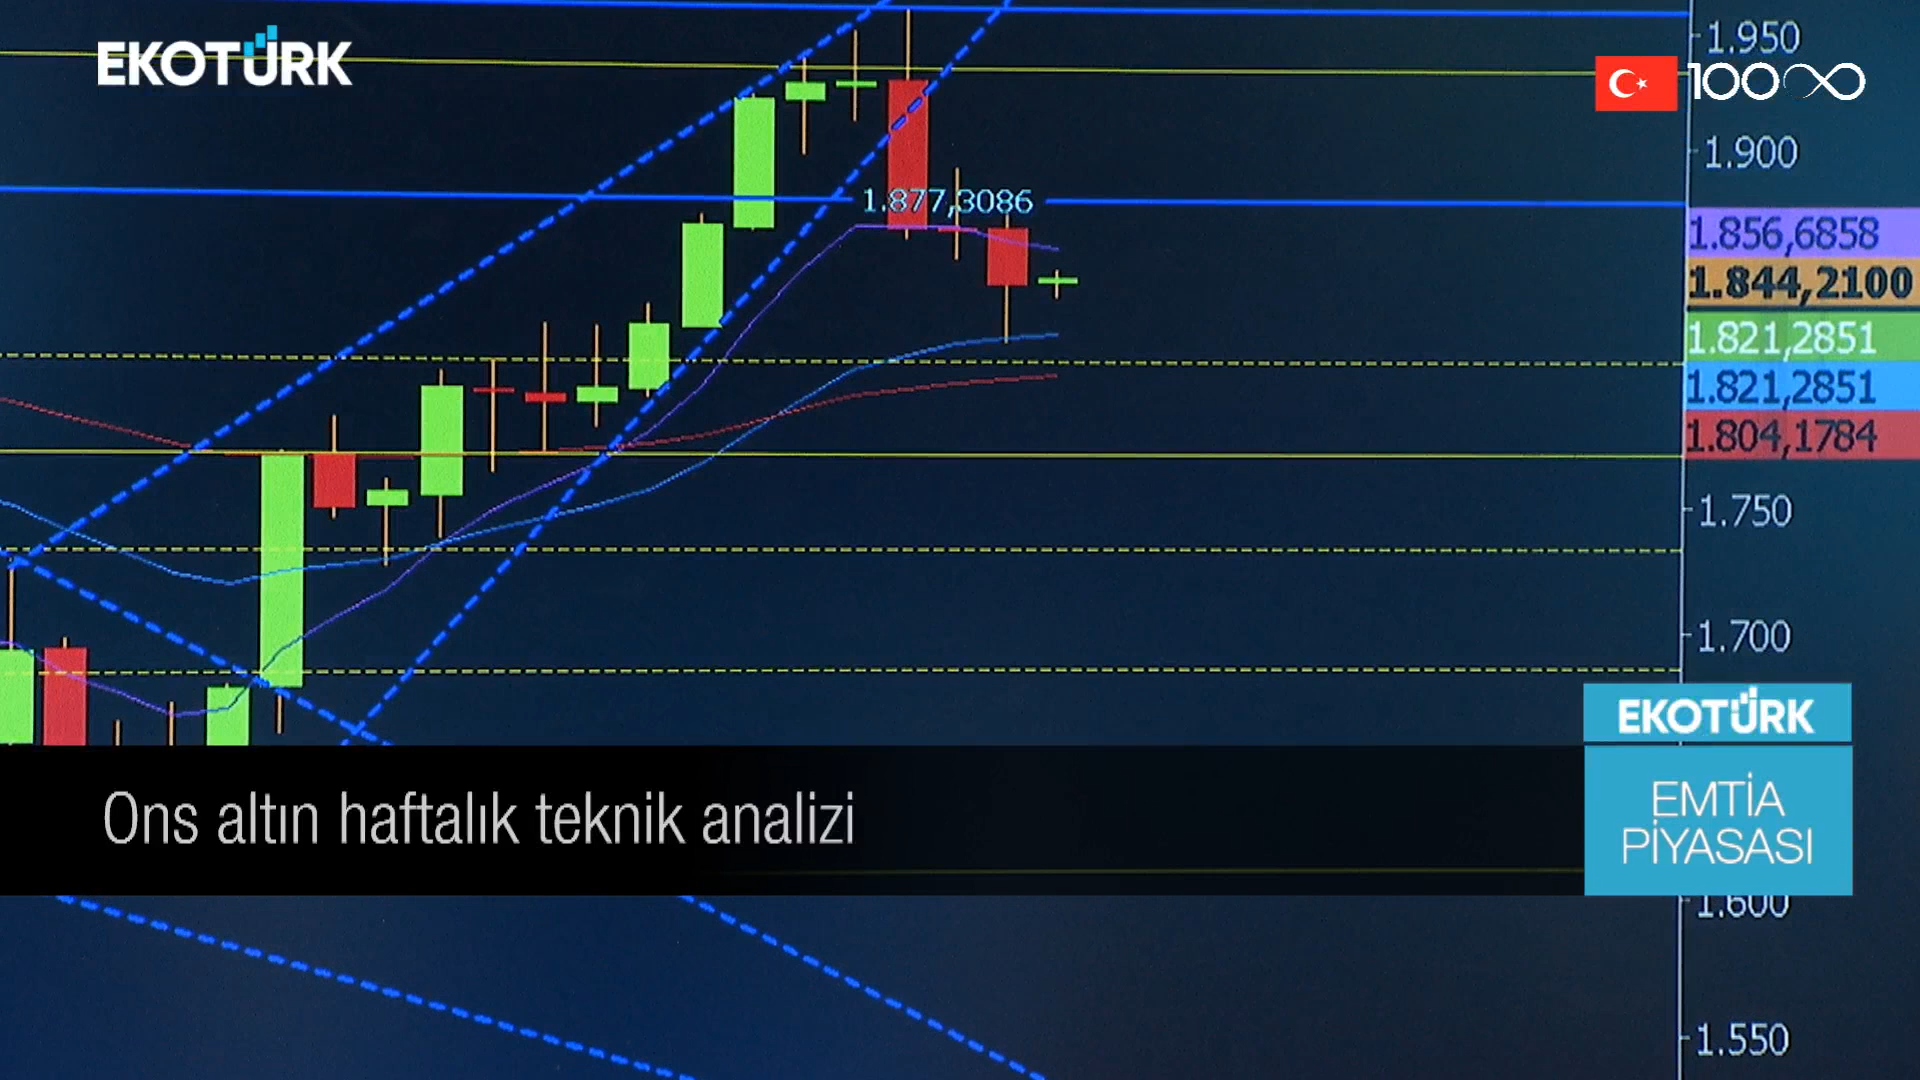 EKOTÜRK
100
1.950
1.900
1.877,3086
1.856,6858
1.844,2100
1.821,2851
1.821,2851
1.804,1784
1.750
1.700
EKOTÜRK
Ons altın haftalık teknik analizi
EMTİA
PİYASASI
1.600
1.550